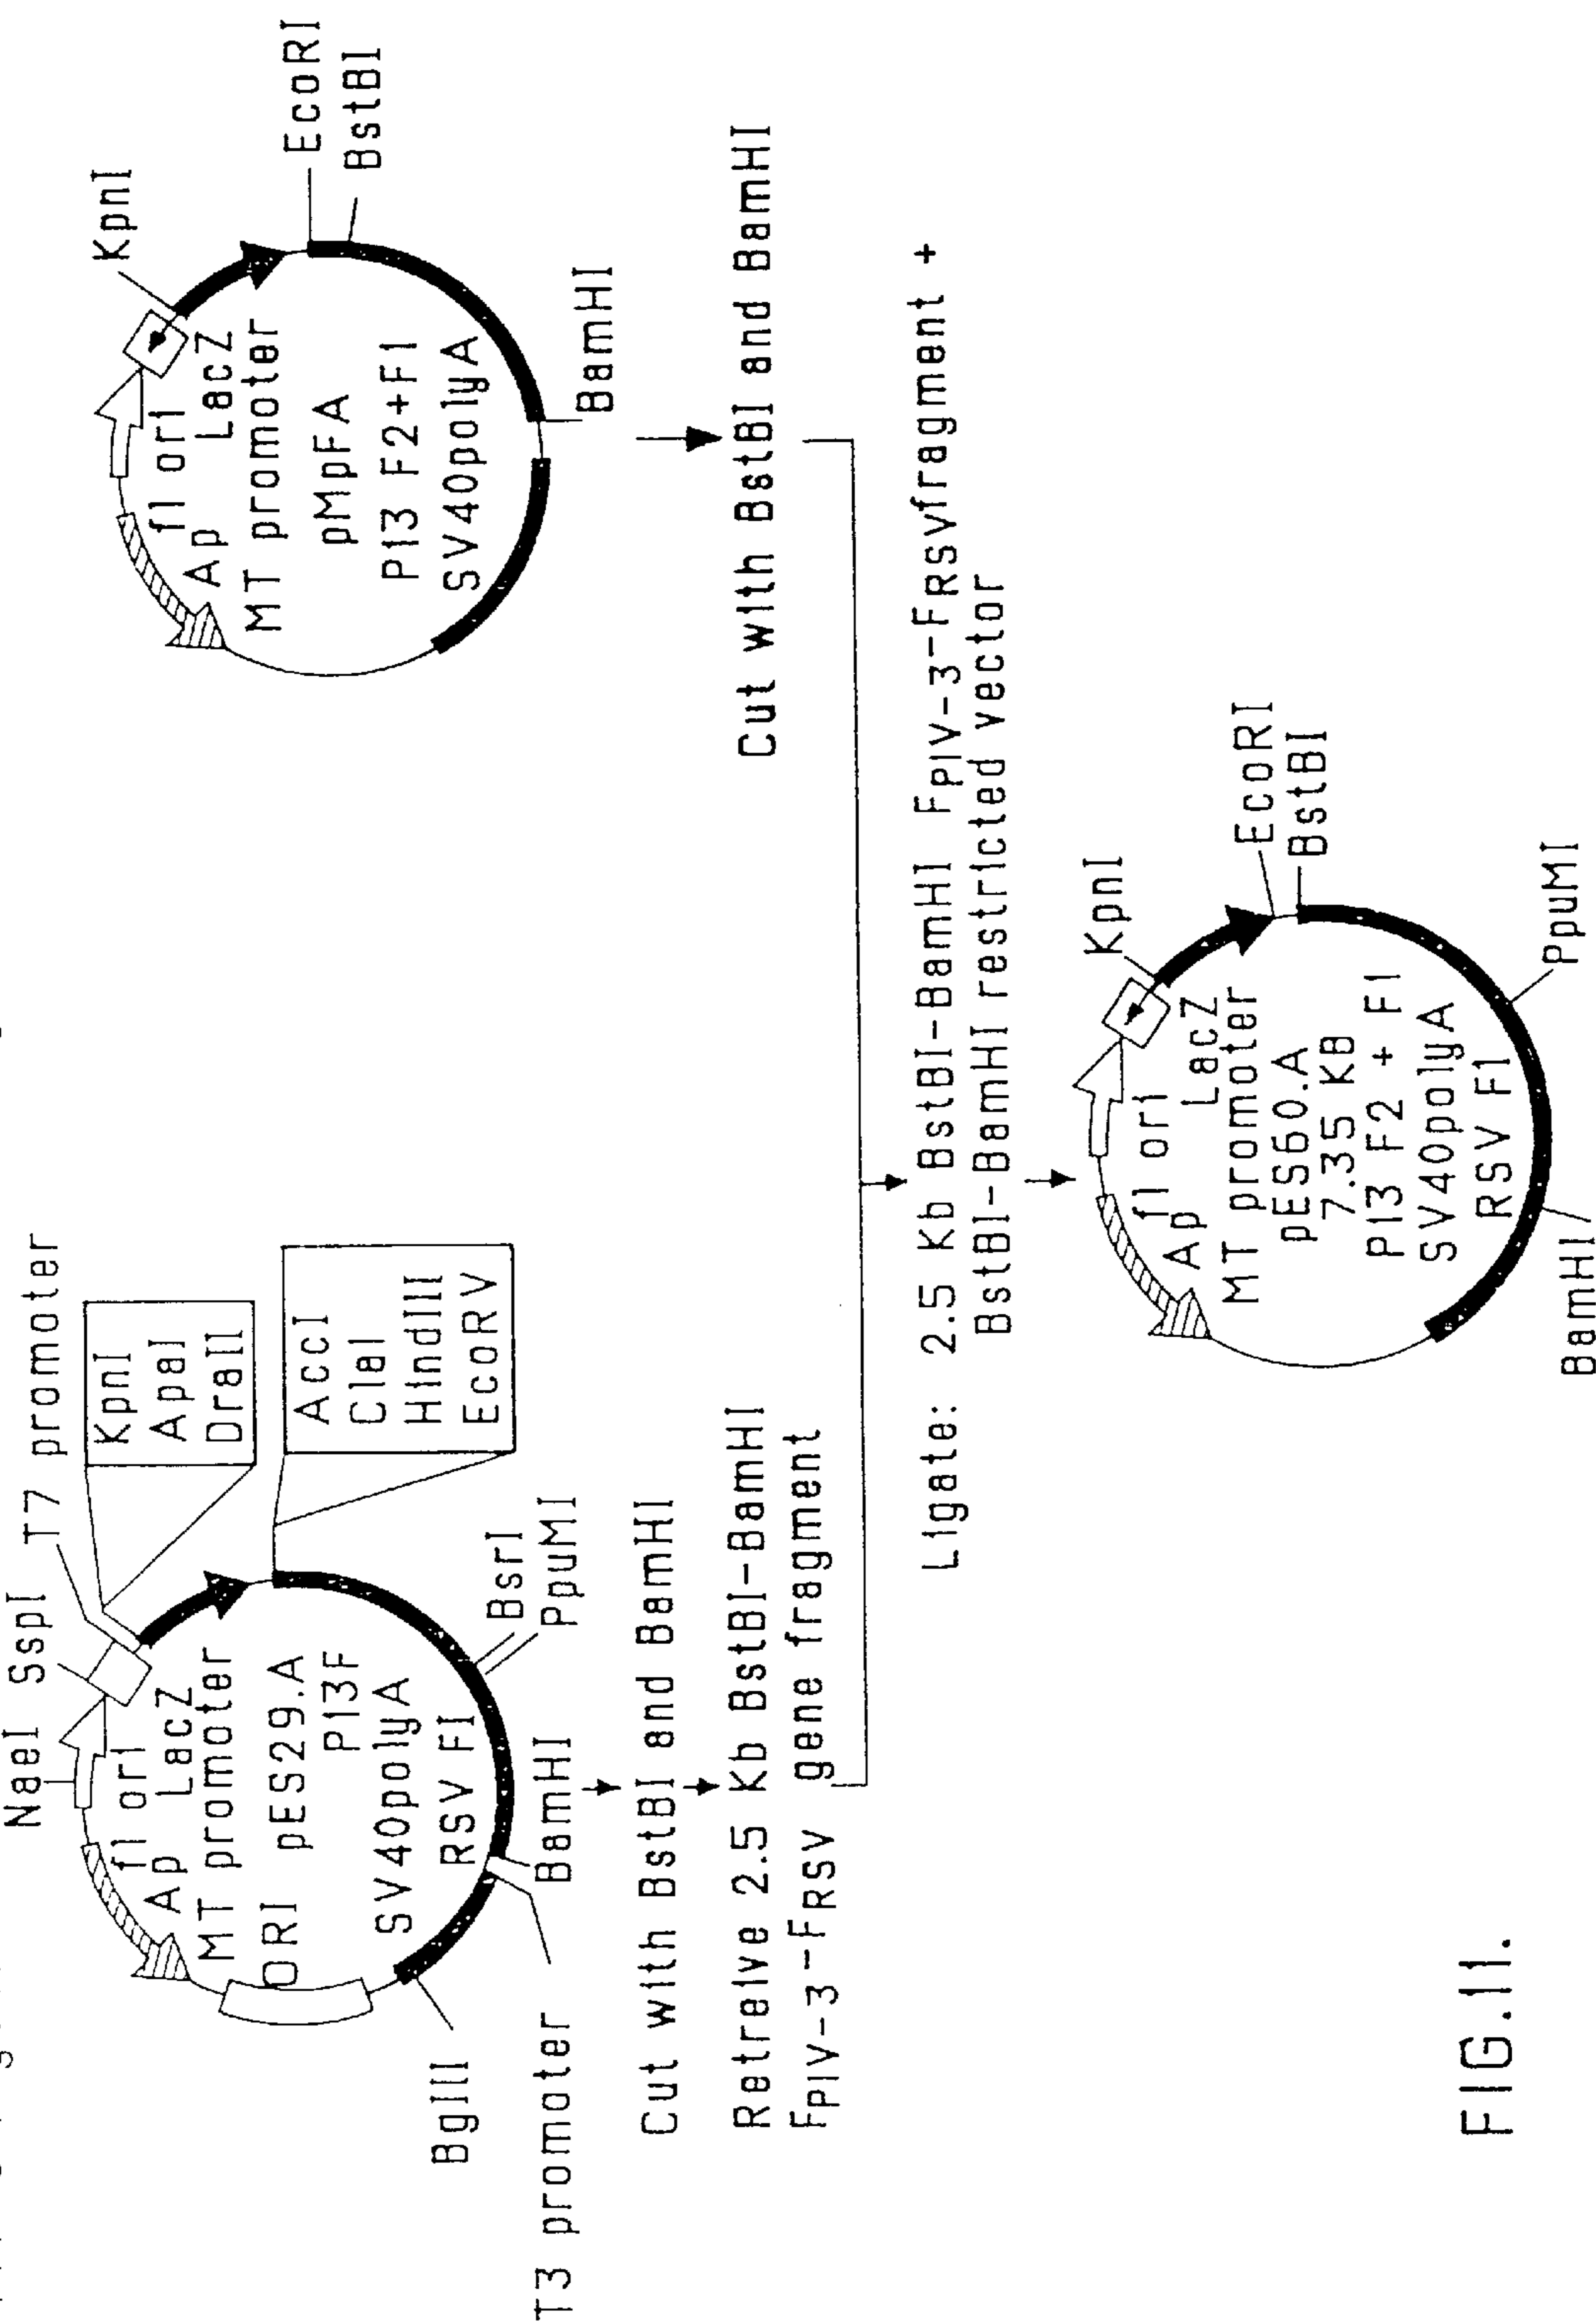 NaeI
SspI
T7 promoter
KpnI
ApaI
DraII
AccI
ClaI
HindIII
EcoRV
f1 ori
Ap LacZ
MT promoter
ORI
pES29.A
PI3F
SV40polyA
RSV FI
BsrI
PpuMI
BamHI
BglII
T3 promoter
Cut with BstBI and BamHI
Retreive 2.5 Kb BstBI-BamHI
FPIV-3-FRSV gene fragment
KpnI
EcoRI
BstBI
f1 ori
Ap LacZ
MT promoter
pMpFA
PI3 F2+F1
SV40polyA
BamHI
Cut with BstBI and BamHI
Ligate: 2.5 Kb BstBI-BamHI FPIV-3-FRSVfragment +
BstBI-BamHI restricted vector
KpnI
EcoRI
BstBI
f1 ori
Ap LacZ
MT promoter
pES60.A
7.35 KB
PI3 F2 + F1
SV40polyA
RSV F1
PpuMI
BamHI
FIG.11.